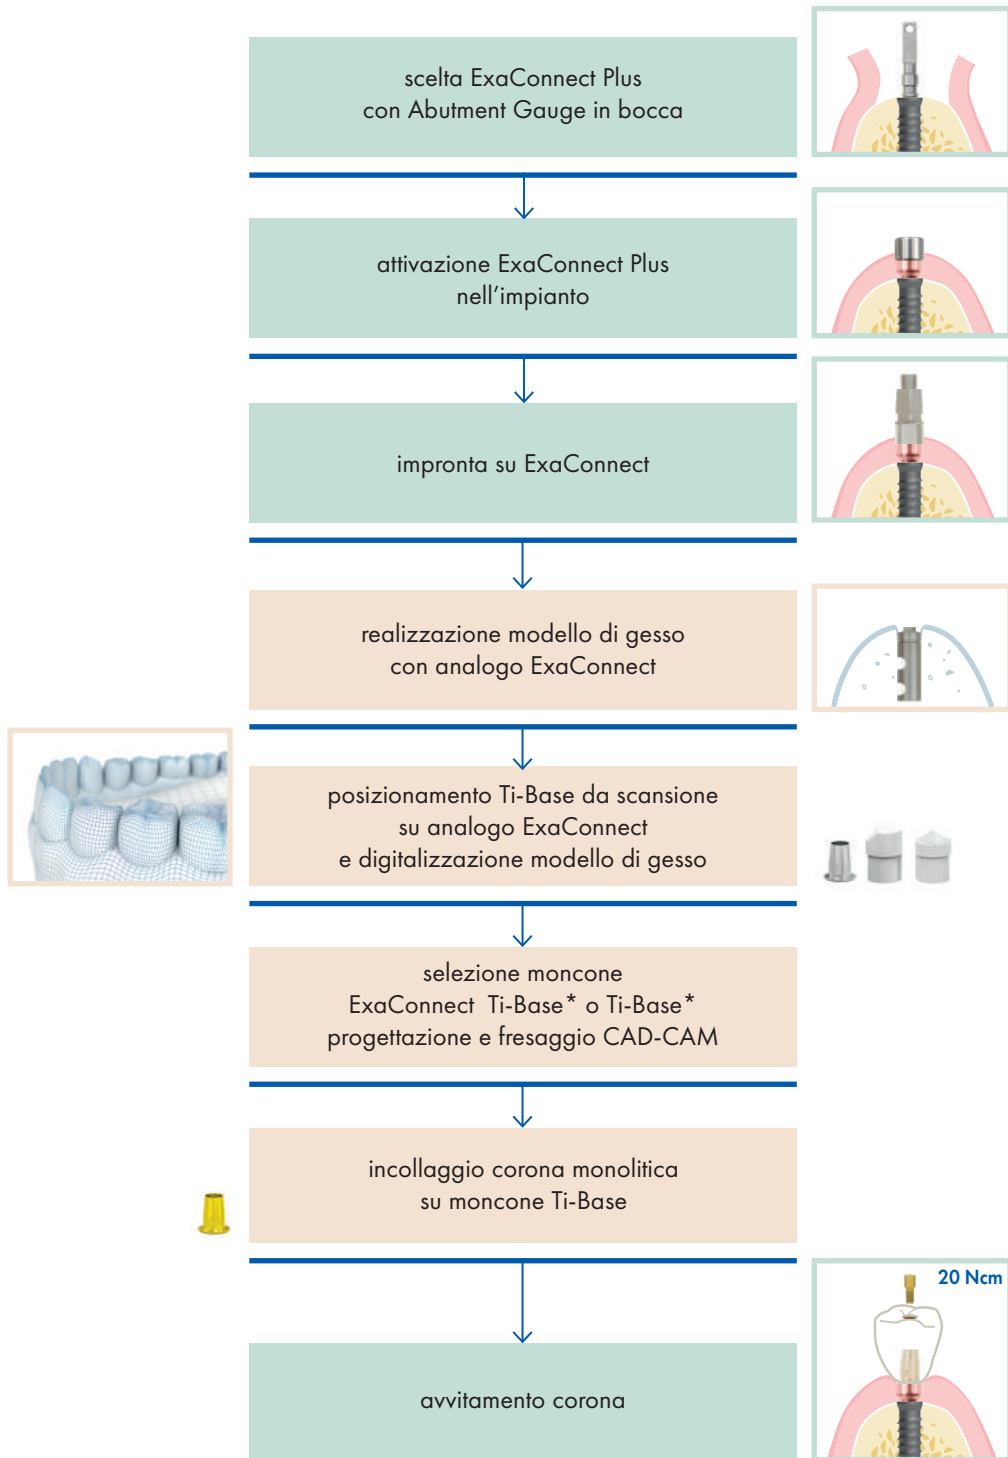 scelta ExaConnect Plus
con Abutment Gauge in bocca
attivazione ExaConnect Plus
nell’impianto
impronta su ExaConnect
realizzazione modello di gesso
con analogo ExaConnect
posizionamento Ti-Base da scansione
su analogo ExaConnect
e digitalizzazione modello di gesso
selezione moncone
ExaConnect Ti-Base* o Ti-Base*
progettazione e fresaggio CAD-CAM
incollaggio corona monolitica
su moncone Ti-Base
20 Ncm
avvitamento corona